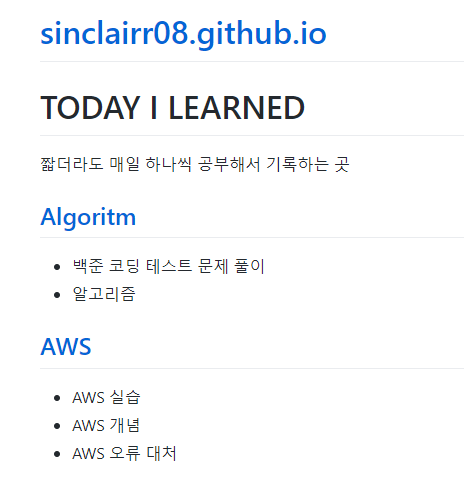 sinclairr08.github.io
TODAY I LEARNED
짧더라도 매일 하나씩 공부해서 기록하는 곳
Algoritm
백준 코딩 테스트 문제 풀이
알고리즘
AWS
AWS 실습
AWS 개념
AWS 오류 대처